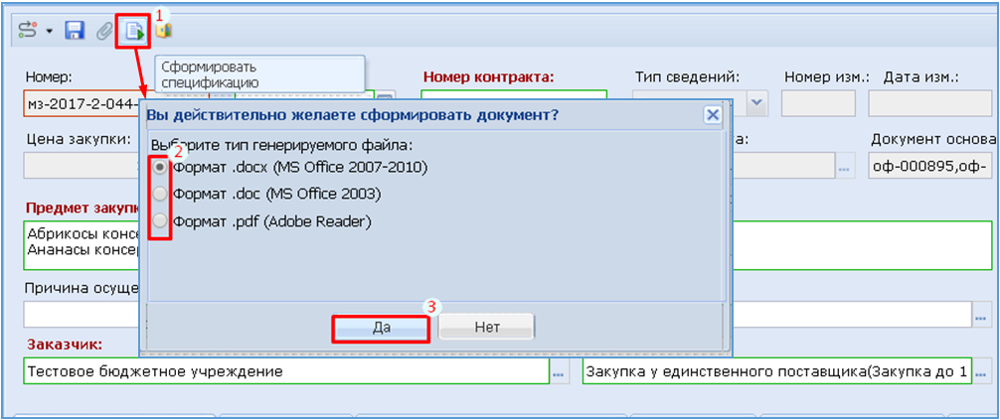 1
Сформировать
спецификацию
Номер:
Номер контракта:
Тип сведений:
Номер изм.:
Дата изм.:
мз-2017-2-044-
Вы действительно желаете сформировать документ?
Цена закупки:
а:
Документ основа
Выберите тип генерируемого файла:
2
Формат .docx (MS Office 2007-2010)
...
оф-000895,оф-
Формат .doc (MS Office 2003)
Предмет закупк
Формат .pdf (Adobe Reader)
Абрикосы консе
Ананасы консер
Причина осуще
3
Да
Нет
...
Заказчик:
Тестовое бюджетное учреждение
...
Закупка у единственного поставщика(Закупка до 1
...